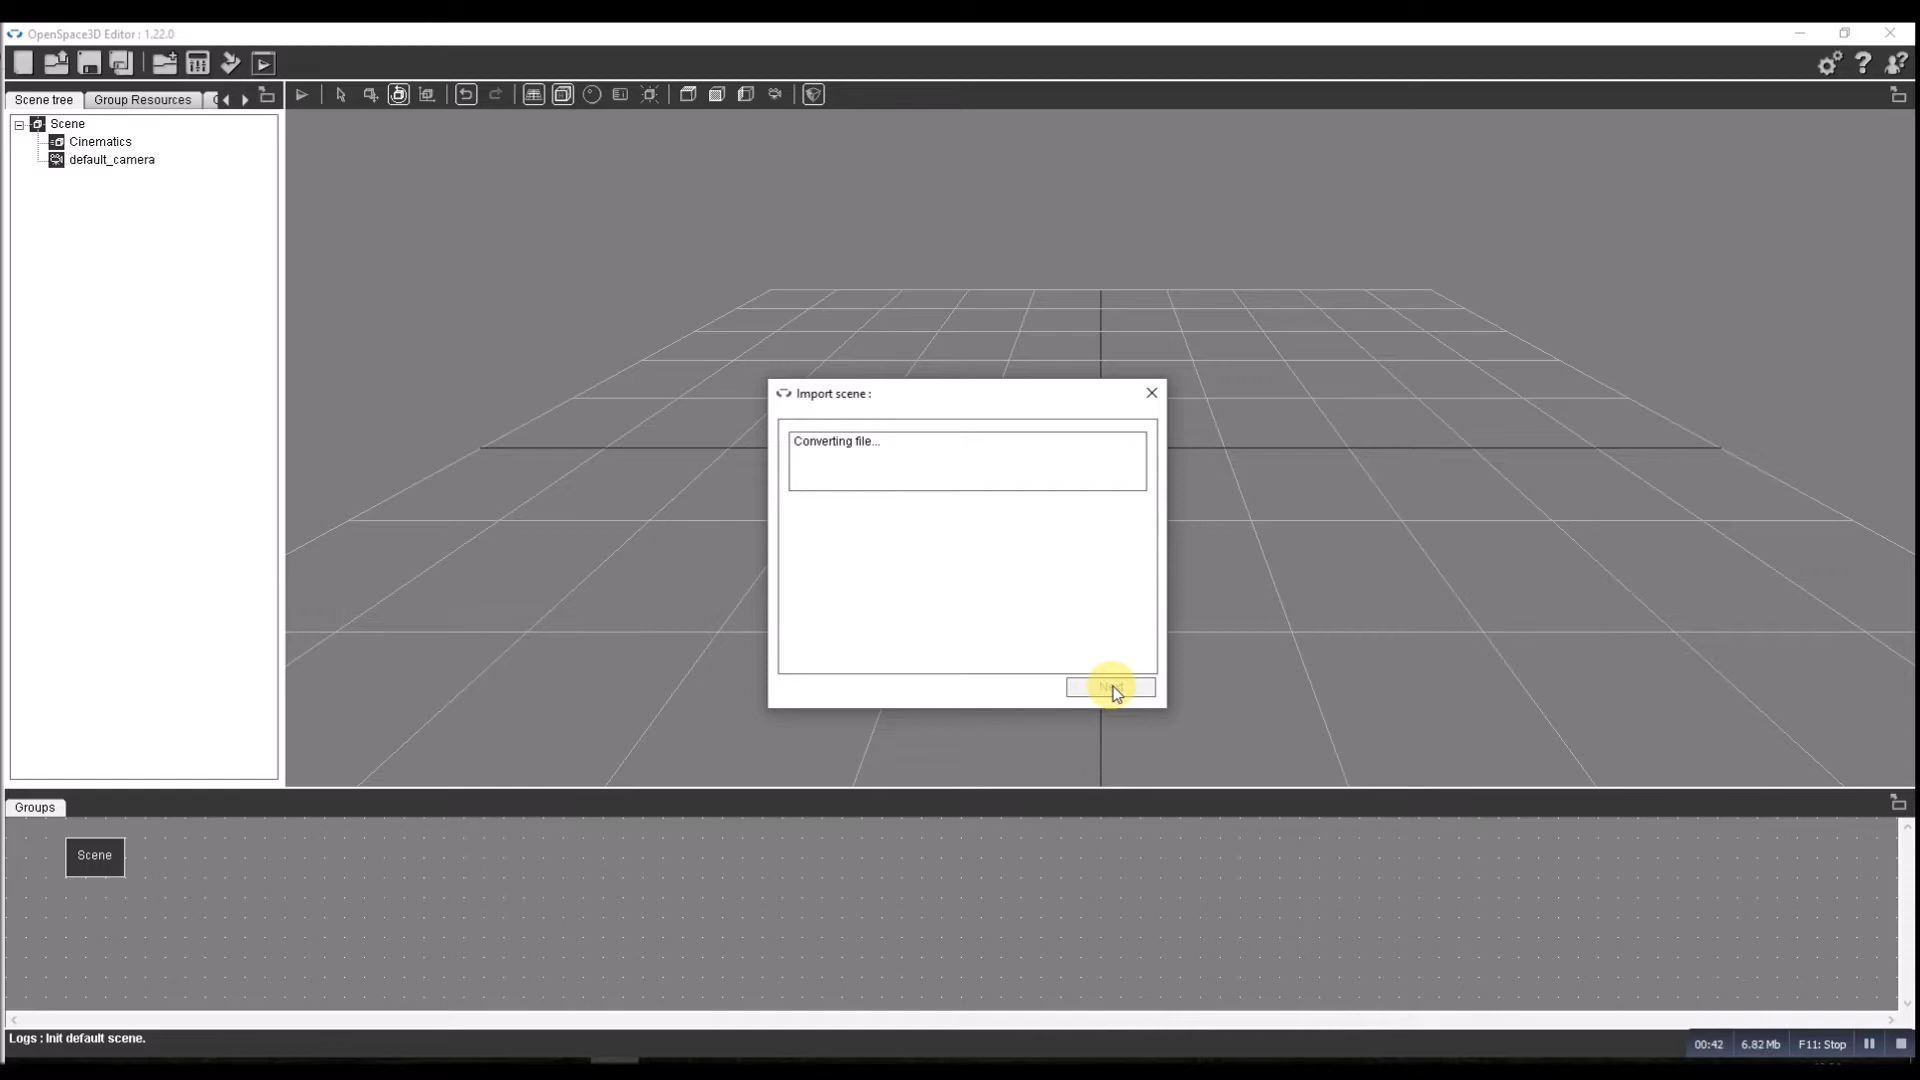 OpenSpace3D Editor : 1.22.0
Scene tree
Group Resources
Scene
Cinematics
default_camera
Import scene :
Converting file...
Next
Groups
Scene
Logs : Init default scene.
00:42
6.82 Mb
F11: Stop